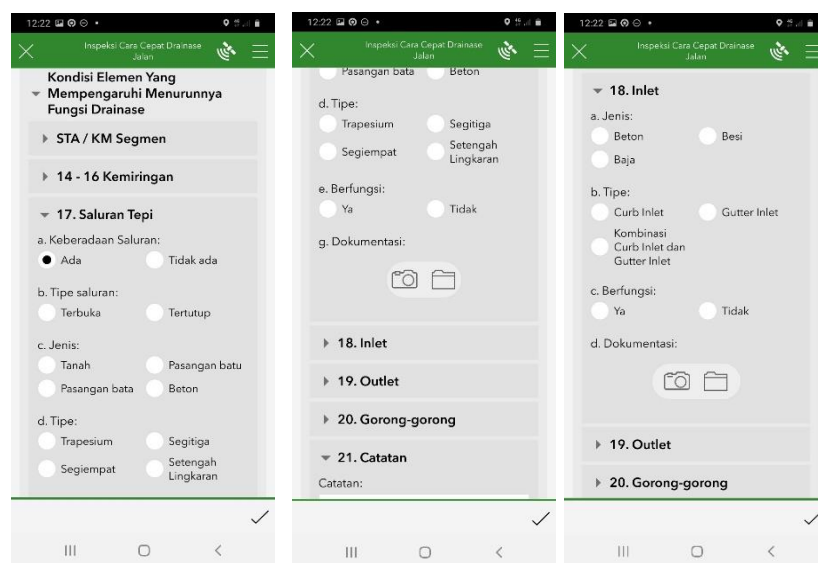 12:22
Inspeksi Cara Cepat Drainase
Jalan
Kondisi Elemen Yang
Mempengaruhi Menurunnya
Fungsi Drainase
STA / KM Segmen
14 - 16 Kemiringan
17. Saluran Tepi
a. Keberadaan Saluran:
Ada Tidak ada
b. Tipe saluran:
Terbuka Tertutup
c. Jenis:
Tanah Pasangan batu
Pasangan bata Beton
d. Tipe:
Trapesium Segitiga
Segiempat Setengah
Lingkaran
12:22
Inspeksi Cara Cepat Drainase
Jalan
Pasangan bata Beton
d. Tipe:
Trapesium Segitiga
Segiempat Setengah
Lingkaran
e. Berfungsi:
Ya Tidak
g. Dokumentasi:
18. Inlet
19. Outlet
20. Gorong-gorong
21. Catatan
Catatan:
12:22
Inspeksi Cara Cepat Drainase
Jalan
18. Inlet
a. Jenis:
Beton Besi
Baja
b. Tipe:
Curb Inlet Gutter Inlet
Kombinasi
Curb Inlet dan
Gutter Inlet
c. Berfungsi:
Ya Tidak
d. Dokumentasi:
19. Outlet
20. Gorong-gorong